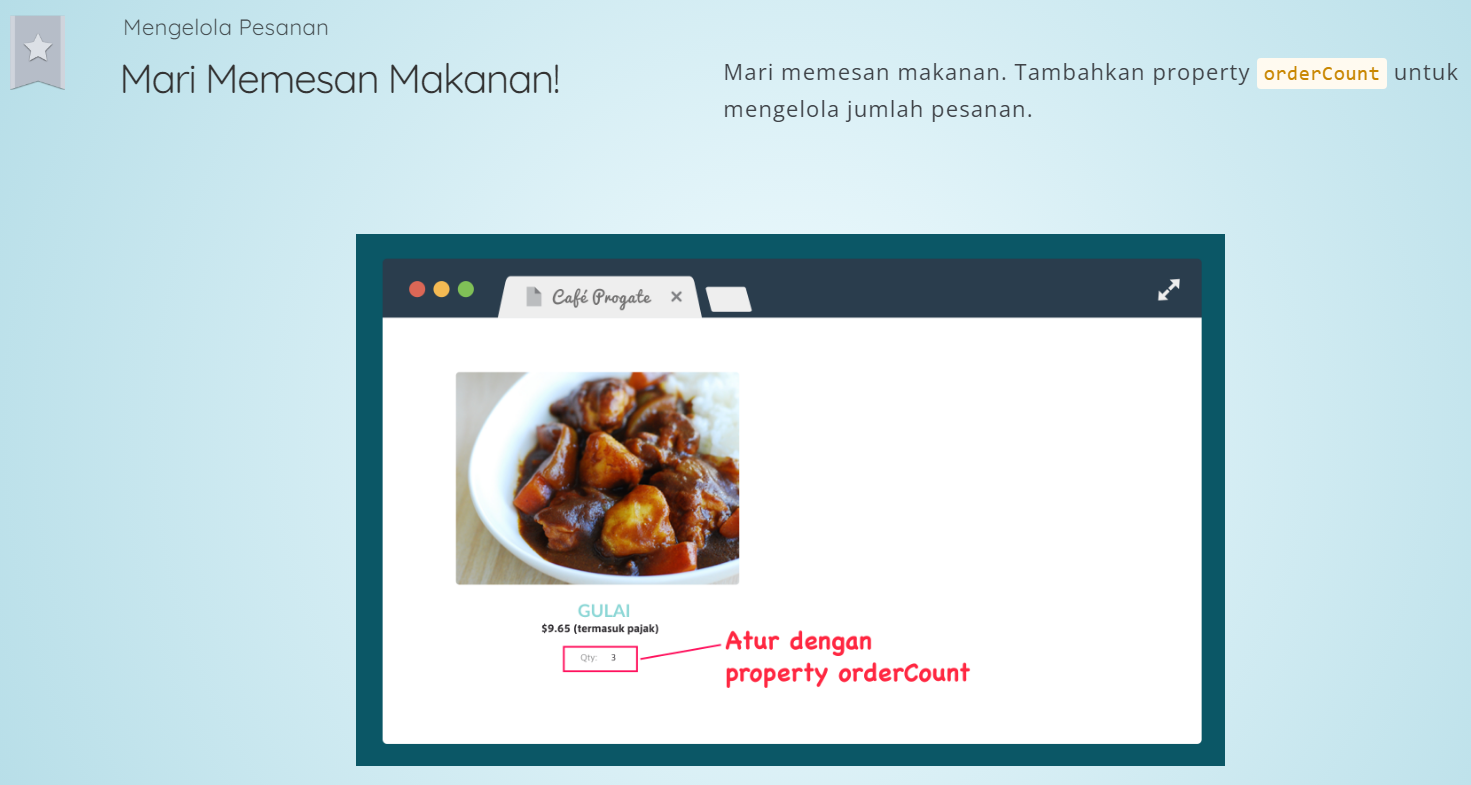 Mengelola Pesanan
Mari Memesan Makanan!
Mari memesan makanan. Tambahkan property orderCount untuk
mengelola jumlah pesanan.
Café Progate
GULAI
$9.65 (termasuk pajak)
Qty: 3
Atur dengan
property orderCount